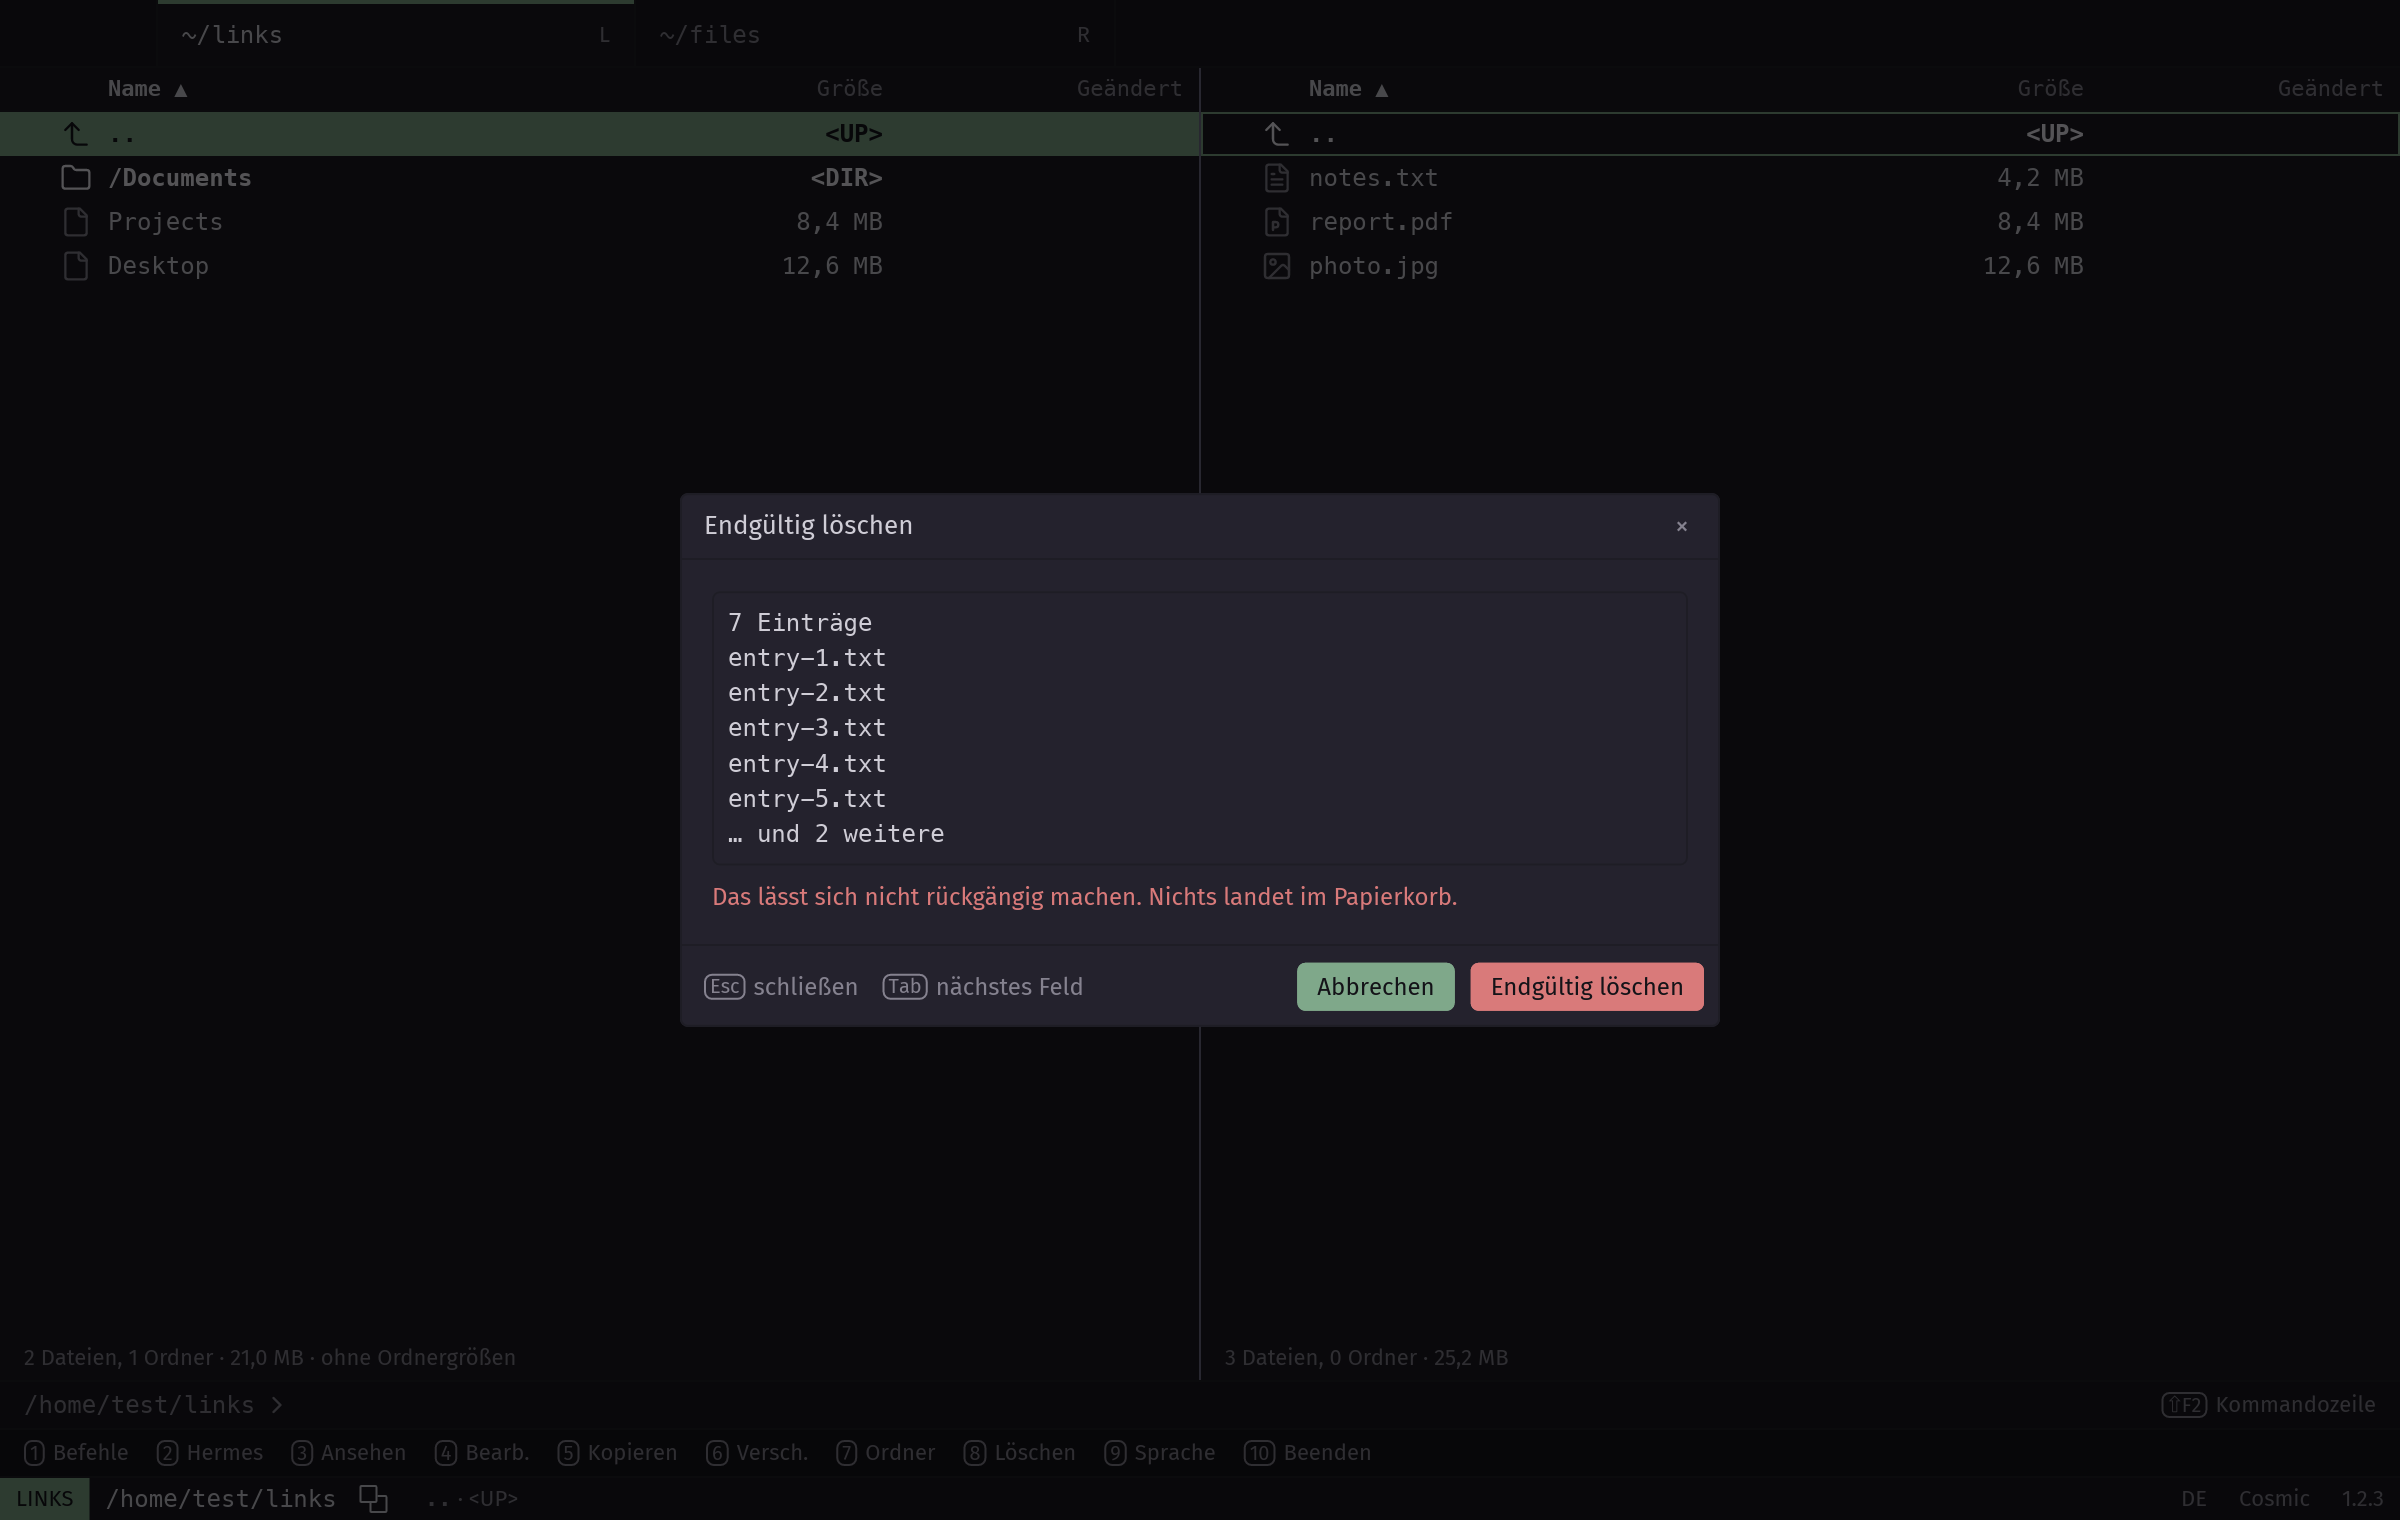 ~/links L ~/files R
Name ▲ Größe Geändert
.. <UP>
/Documents <DIR>
Projects 8,4 MB
Desktop 12,6 MB
Name ▲ Größe Geändert
.. <UP>
notes.txt 4,2 MB
report.pdf 8,4 MB
photo.jpg 12,6 MB
Endgültig löschen ×
7 Einträge
entry-1.txt
entry-2.txt
entry-3.txt
entry-4.txt
entry-5.txt
… und 2 weitere
Das lässt sich nicht rückgängig machen. Nichts landet im Papierkorb.
Esc schließen Tab nächstes Feld Abbrechen Endgültig löschen
2 Dateien, 1 Ordner · 21,0 MB · ohne Ordnergrößen
3 Dateien, 0 Ordner · 25,2 MB
/home/test/links > ⇧F2 Kommandozeile
1 Befehle 2 Hermes 3 Ansehen 4 Bearb. 5 Kopieren 6 Versch. 7 Ordner 8 Löschen 9 Sprache 10 Beenden
LINKS /home/test/links .. · <UP> DE Cosmic 1.2.3